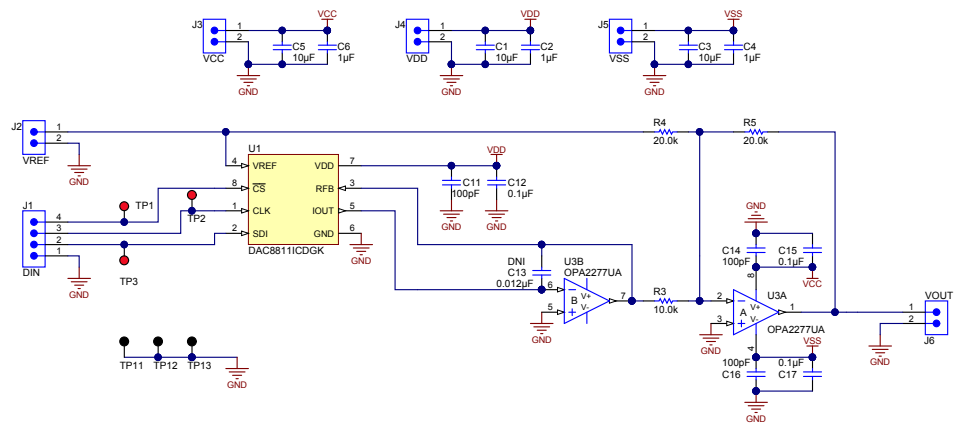 J3
1
2
VCC
VCC
C5
10µF
C6
1µF
GND
J4
1
2
VDD
VDD
C1
10µF
C2
1µF
GND
J5
1
2
VSS
VSS
C3
10µF
C4
1µF
GND
J2
1
2
VREF
GND
R4
20.0k
R5
20.0k
U1
4 VREF VDD 7
8 CS RFB 3
1 CLK IOUT 5
2 SDI GND 6
DAC8811ICDGK
VDD
C11
100pF
C12
0.1µF
GND
GND
GND
TP1
TP2
TP3
J1
4
3
2
1
DIN
GND
DNI
C13
0.012µF
U3B
OPA2277UA
6
5
B
V+
V-
7
GND
R3
10.0k
GND
C14
100pF
C15
0.1µF
VCC
8
2
3
A
V+
V-
1
4
U3A
OPA2277UA
GND
VSS
100pF
C16
0.1µF
C17
GND
VOUT
1
2
J6
GND
TP11 TP12 TP13
GND